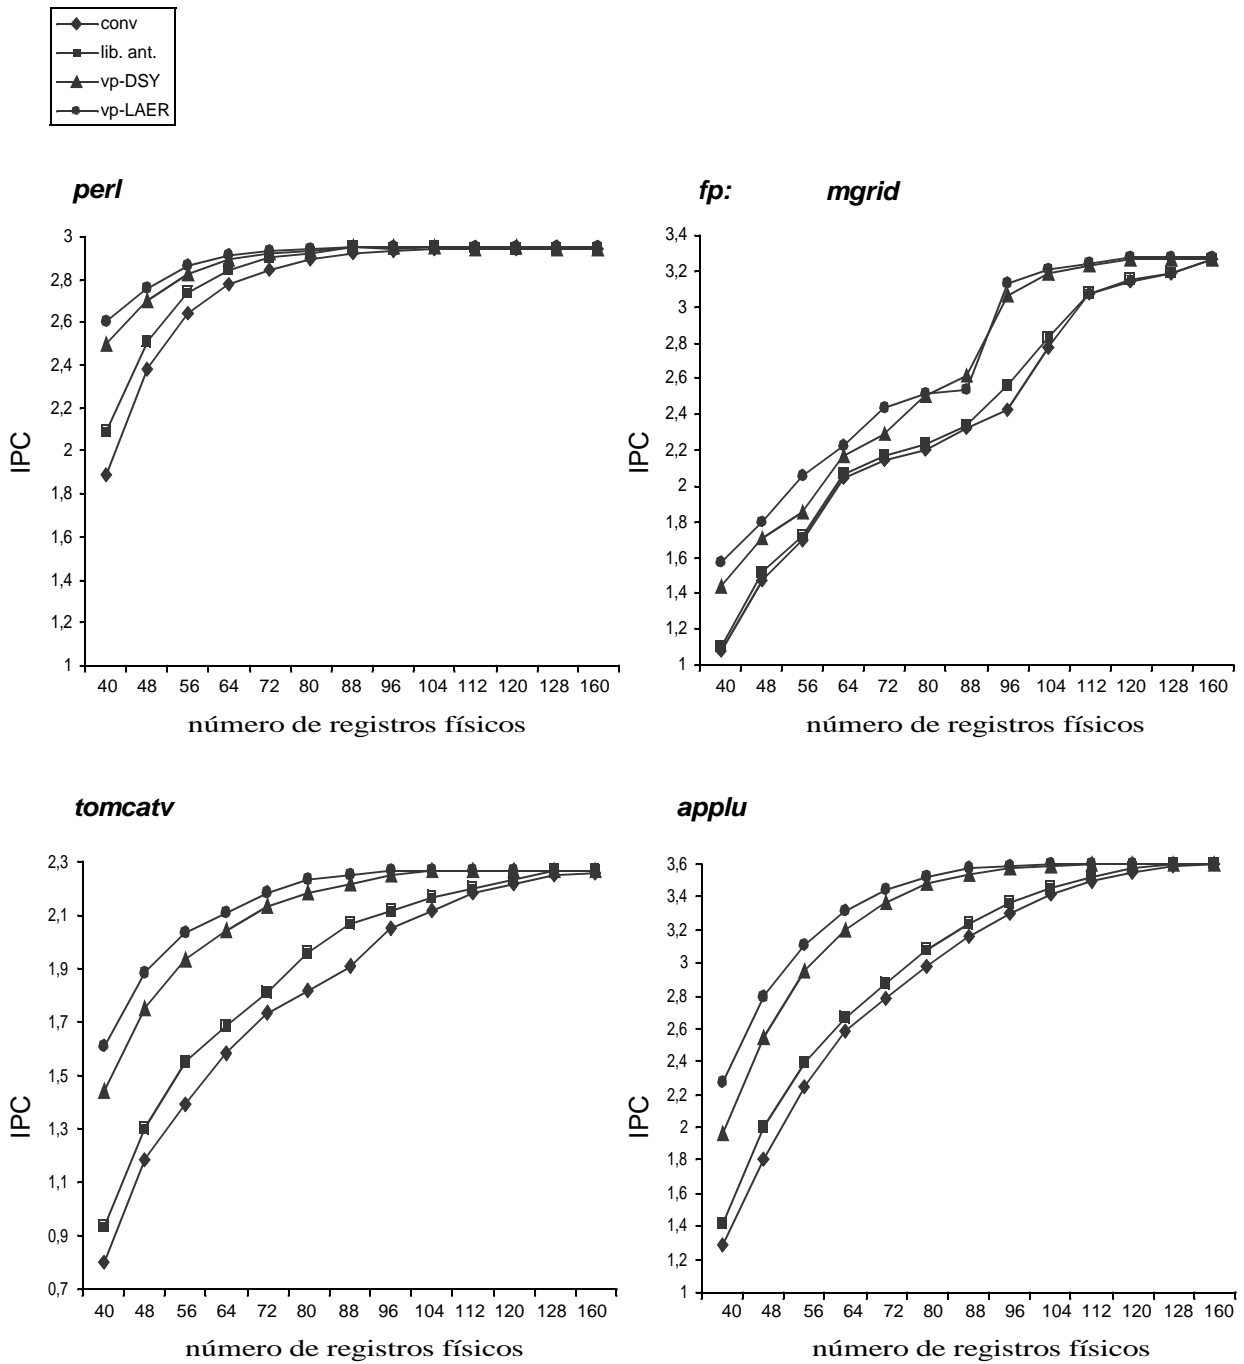 conv
lib. ant.
vp-DSY
vp-LAER
perl
3
2,8
2,6
2,4
2,2
2
1,8
1,6
1,4
1,2
1
IPC
40 48 56 64 72 80 88 96 104 112 120 128 160
número de registros físicos
fp: mgrid
3,4
3,2
3
2,8
2,6
2,4
2,2
2
1,8
1,6
1,4
1,2
1
IPC
40 48 56 64 72 80 88 96 104 112 120 128 160
número de registros físicos
tomcatv
2,3
2,1
1,9
1,7
1,5
1,3
1,1
0,9
0,7
IPC
40 48 56 64 72 80 88 96 104 112 120 128 160
número de registros físicos
applu
3,6
3,4
3,2
3
2,8
2,6
2,4
2,2
2
1,8
1,6
1,4
1,2
1
IPC
40 48 56 64 72 80 88 96 104 112 120 128 160
número de registros físicos